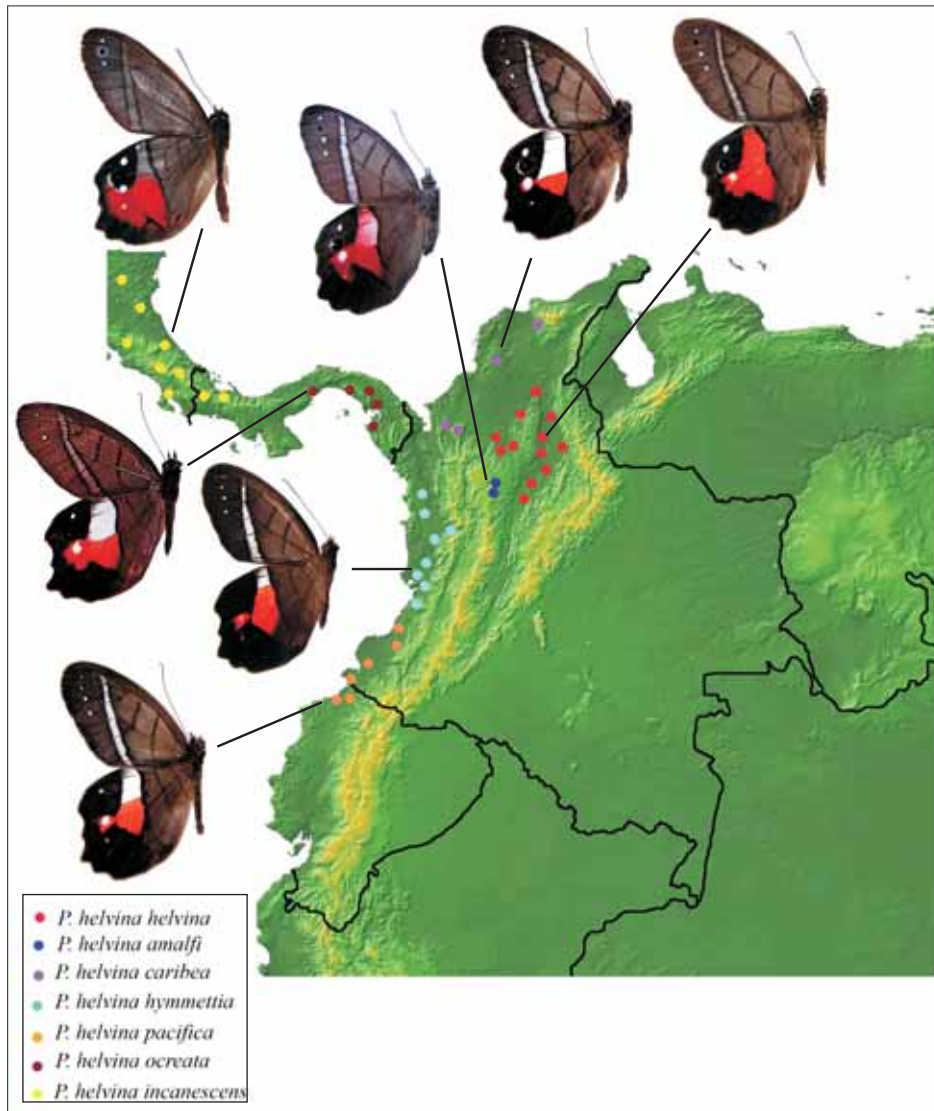 P. helvina helvina
P. helvina amalfi
P. helvina caribea
P. helvina hymmettia
P. helvina pacifica
P. helvina ocreata
P. helvina incanescens